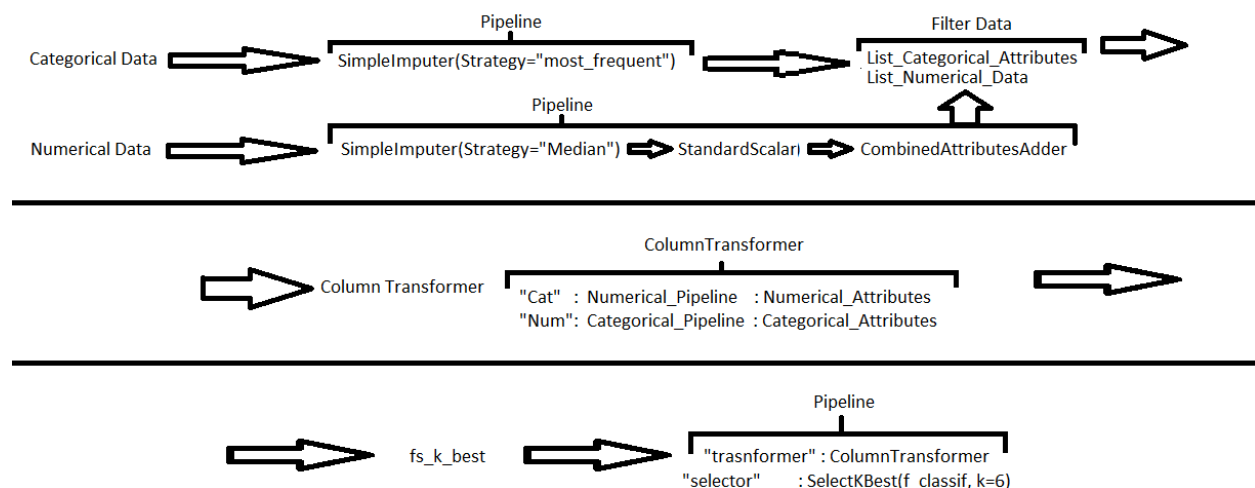 Pipeline
Filter Data
Categorical Data
SimpleImputer(Strategy="most_frequent")
List_Categorical_Attributes
List_Numerical_Data
Pipeline
Numerical Data
SimpleImputer(Strategy="Median")
StandardScalar)
CombinedAttributesAdder
ColumnTransformer
Column Transformer
"Cat" : Numerical_Pipeline : Numerical_Attributes
"Num": Categorical_Pipeline : Categorical_Attributes
Pipeline
fs_k_best
"trasnformer" : ColumnTransformer
"selector" : SelectKBest(f_classif, k=6)